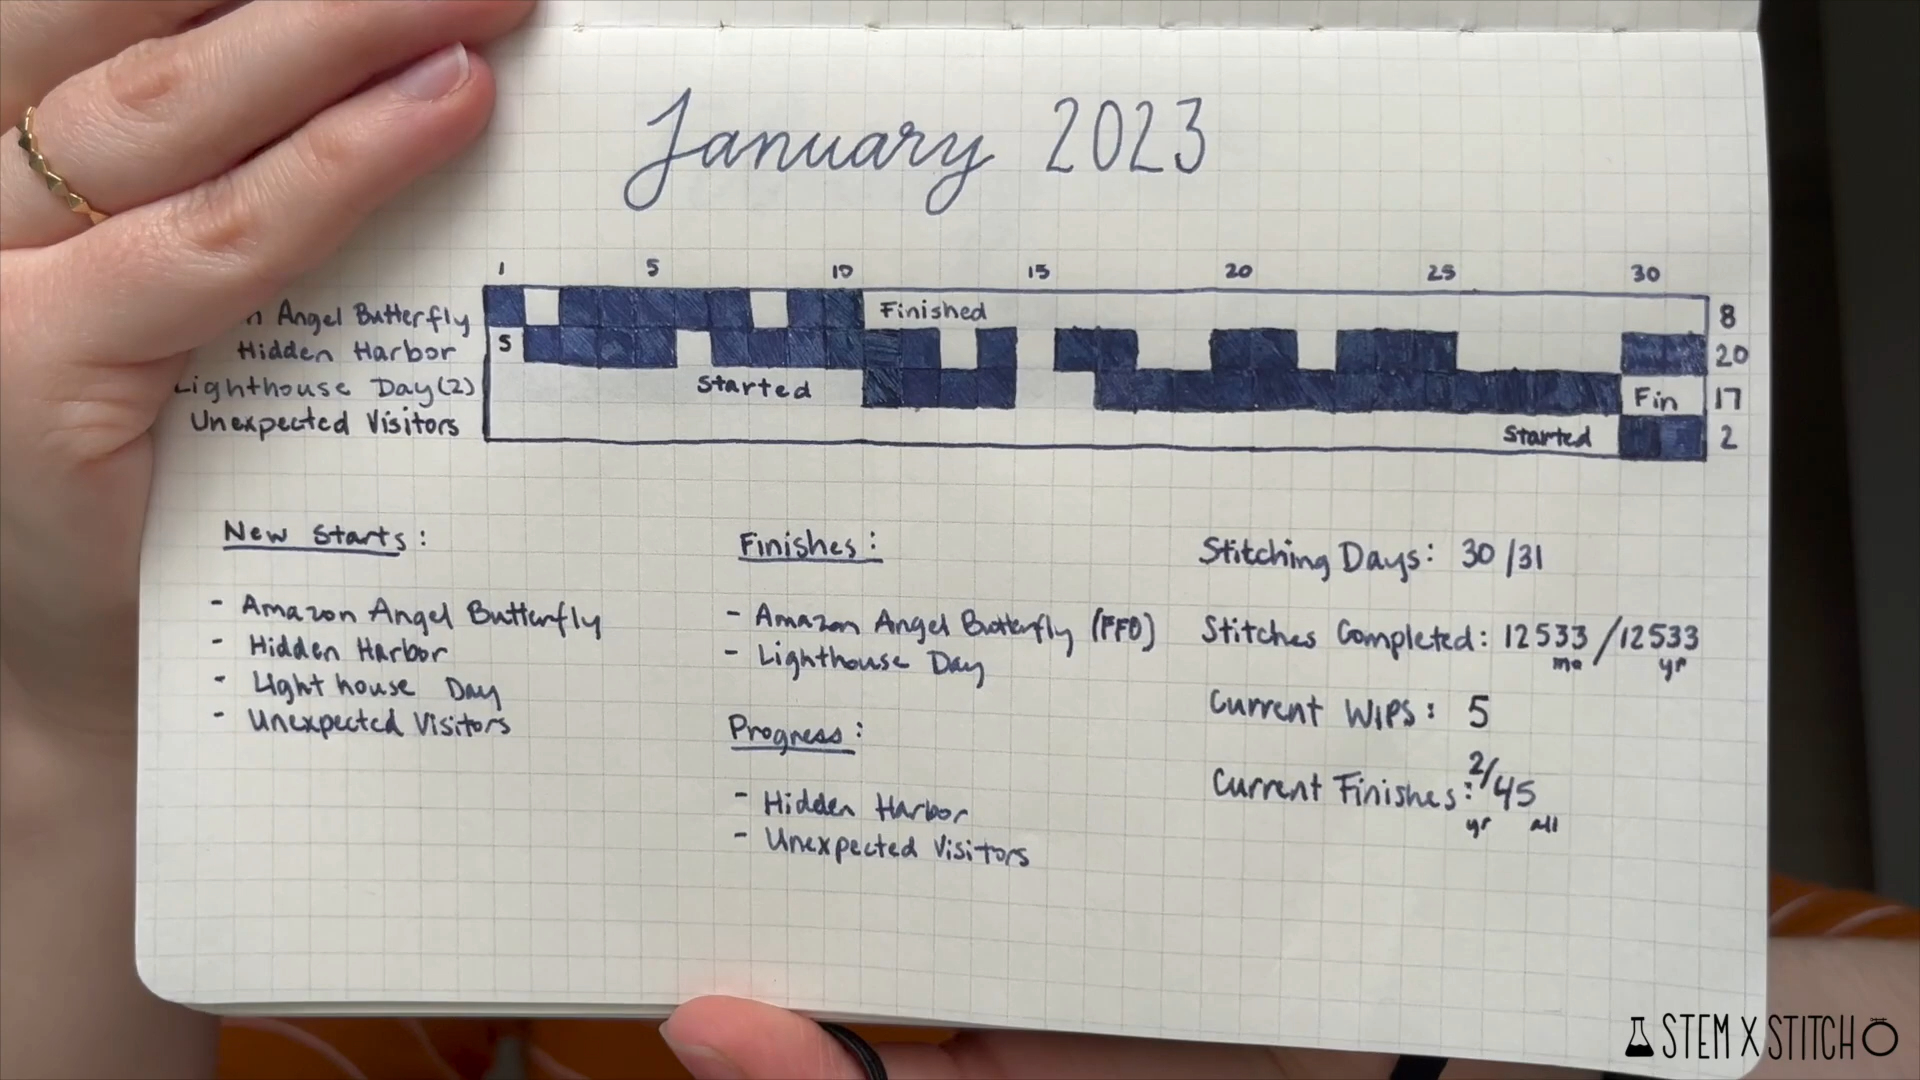 January 2023
1 5 10 15 20 25 30
Angel Butterfly Finished 8
Hidden Harbor S 20
Lighthouse Day (2) Started Fin 17
Unexpected Visitors Started 2
New Starts:
- Amazon Angel Butterfly
- Hidden Harbor
- Light house Day
- Unexpected Visitors
Finishes:
- Amazon Angel Butterfly (FFO)
- Lighthouse Day
Progress:
- Hidden Harbor
- Unexpected Visitors
Stitching Days: 30/31
Stitches Completed: 12533/12533
mo yr
Current WIPS: 5
Current Finishes: 2/45
yr all
STEM X STITCH